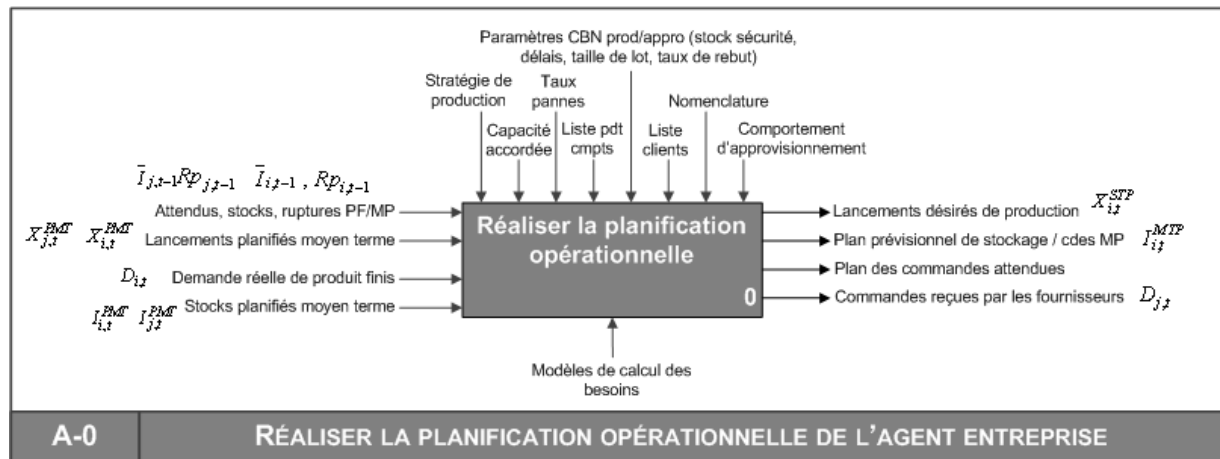 Paramètres CBN prod/appro (stock sécurité,
délais, taille de lot, taux de rebut)
Stratégie de
production
Taux
pannes
Nomenclature
Capacité
accordée
Liste pdt
cmpts
Liste
clients
Comportement
d'approvisionnement
Ī_{j,t-1} Rp_{j,t-1} Ī_{i,t-1} , Rp_{i,t-1}
Attendus, stocks, ruptures PF/MP
X_{j,t}^{PMT} X_{i,t}^{PMT} Lancements planifiés moyen terme
D_{i,t} Demande réelle de produit finis
Stocks planifiés moyen terme
I_{i,t}^{PMT} I_{j,t}^{PMT}
Réaliser la planification
opérationnelle
0
Lancements désirés de production X_{i,t}^{STP}
Plan prévisionnel de stockage / cdes MP I_{i,t}^{MTP}
Plan des commandes attendues
Commandes reçues par les fournisseurs D_{j,t}
Modèles de calcul des
besoins
A-0 RÉALISER LA PLANIFICATION OPÉRATIONNELLE DE L'AGENT ENTREPRISE